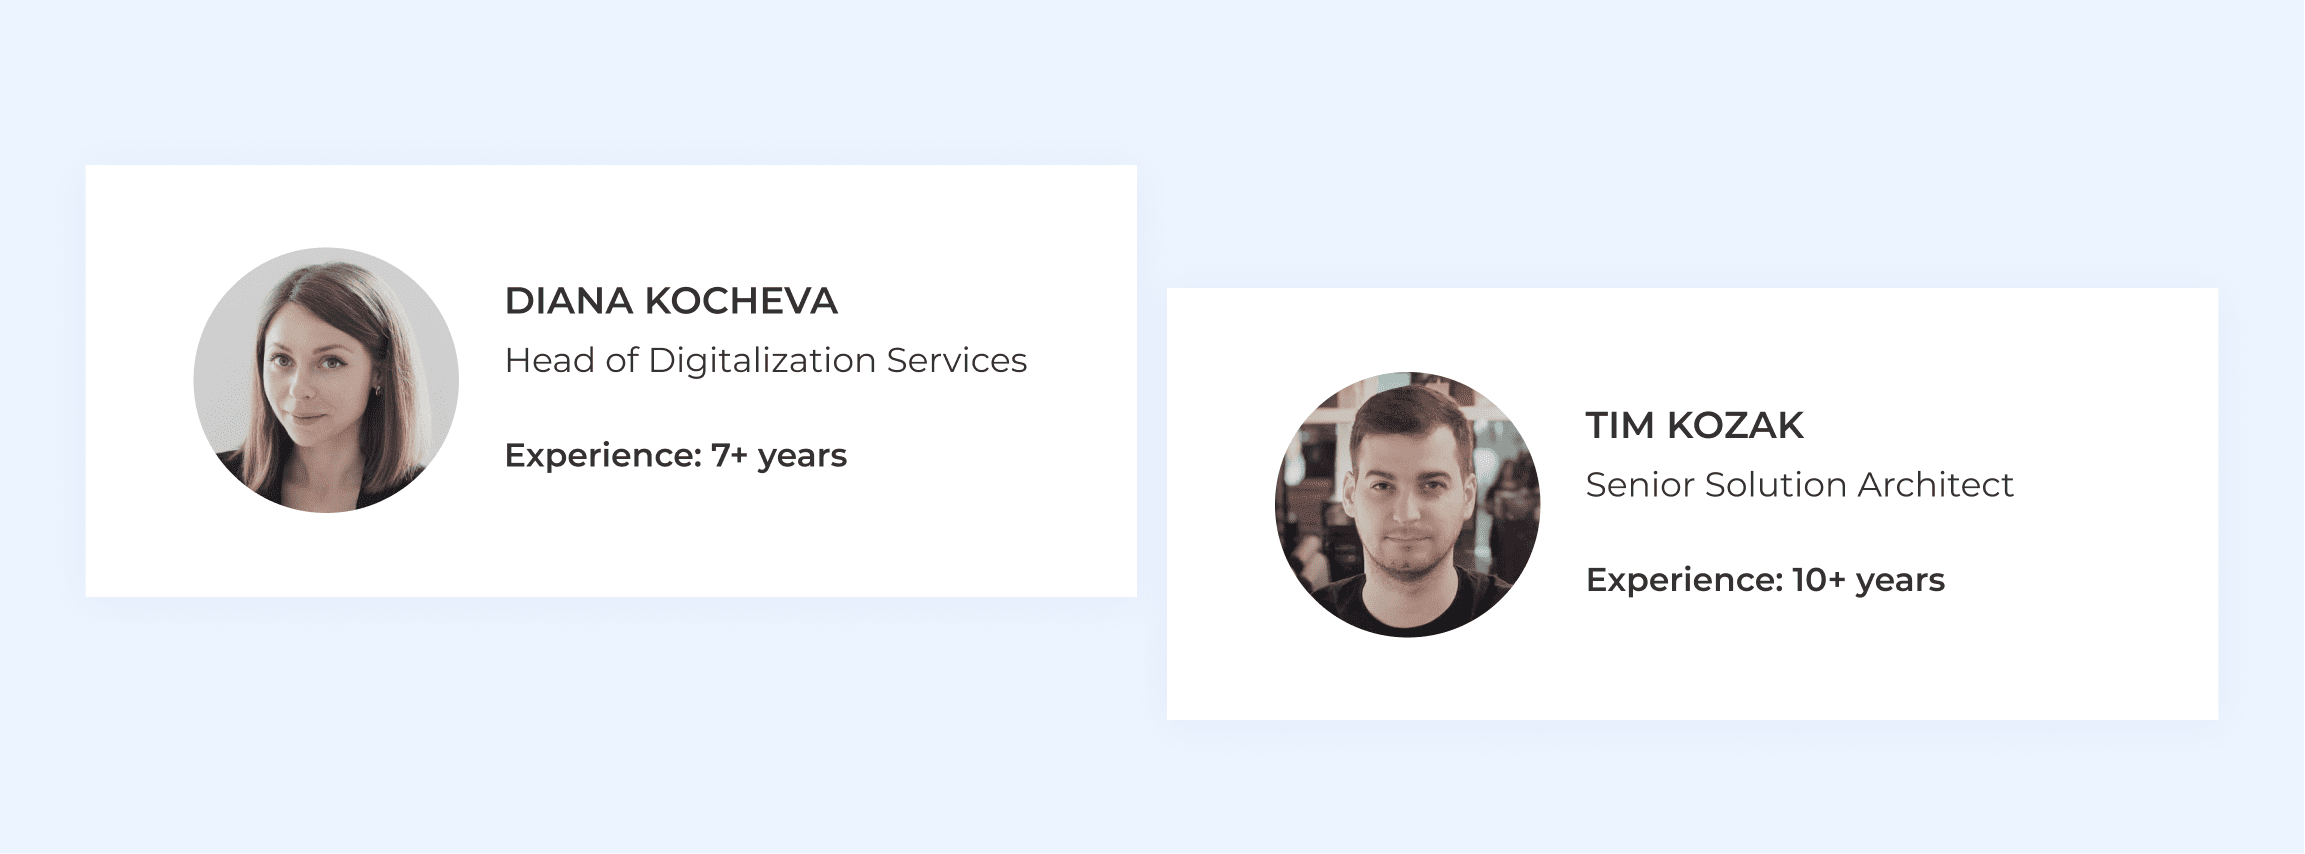 DIANA KOCHEVA
Head of Digitalization Services
Experience: 7+ years
TIM KOZAK
Senior Solution Architect
Experience: 10+ years